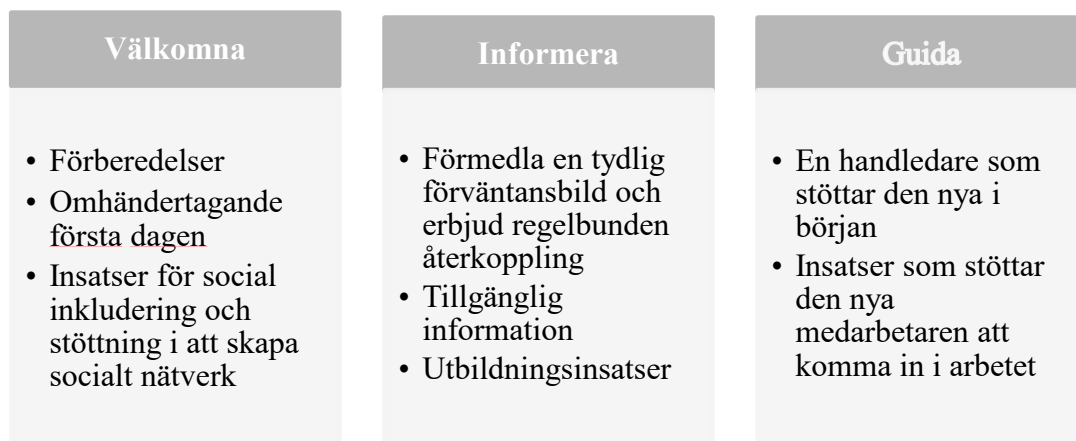 Välkomna
• Förberedelser
• Omhändertagande
första dagen
• Insatser för social
inkludering och
stöttning i att skapa
socialt nätverk
Informera
• Förmedla en tydlig
förväntansbild och
erbjud regelbunden
återkoppling
• Tillgänglig
information
• Utbildningsinsatser
Guida
• En handledare som
stöttar den nya i
början
• Insatser som stöttar
den nya
medarbetaren att
komma in i arbetet